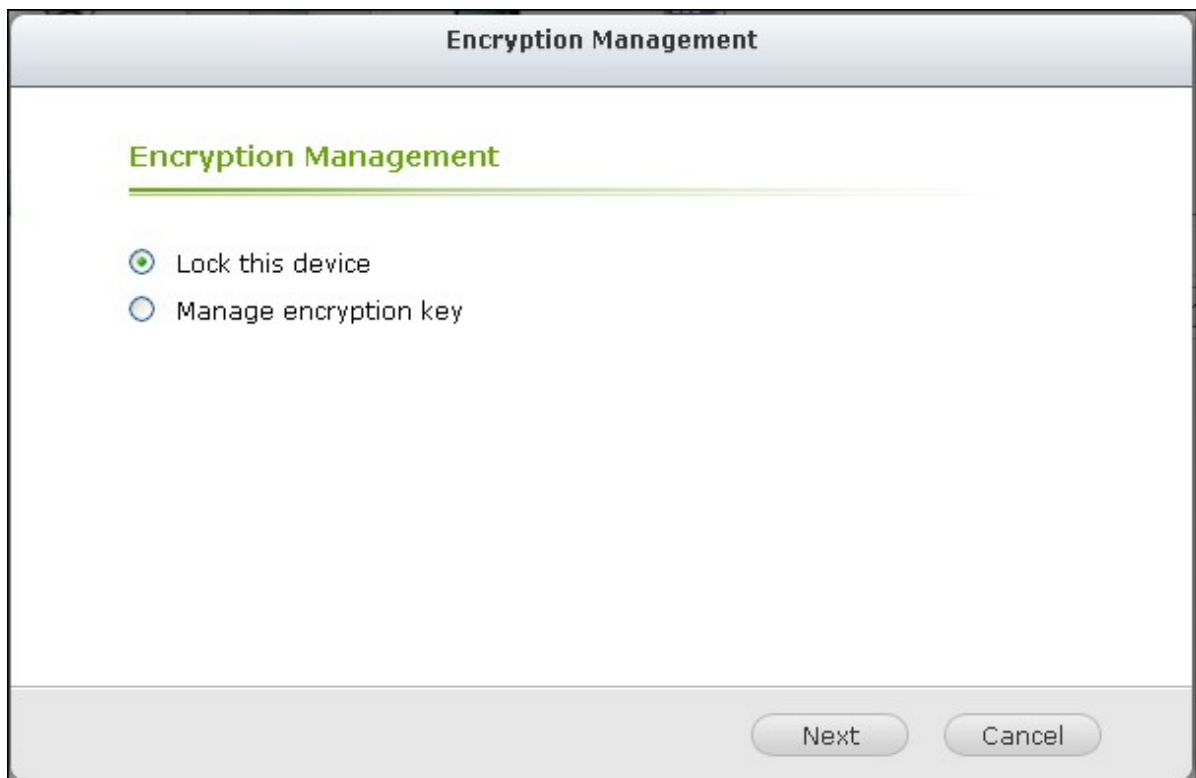 Encryption Management
Encryption Management
Lock this device
Manage encryption key
Next Cancel